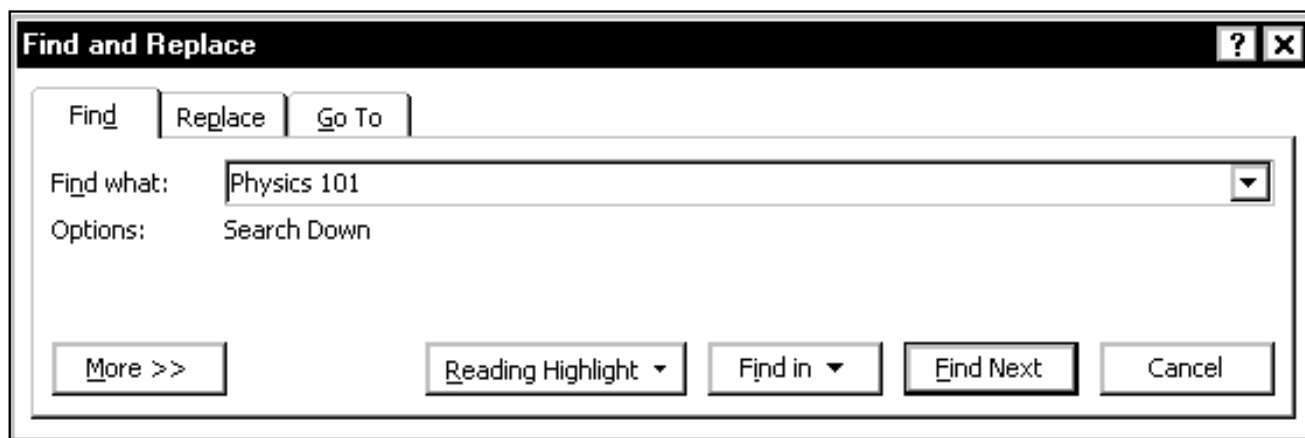 Find and Replace
Find Replace Go To
Find what: Physics 101
Options: Search Down
More >> Reading Highlight Find in Find Next Cancel